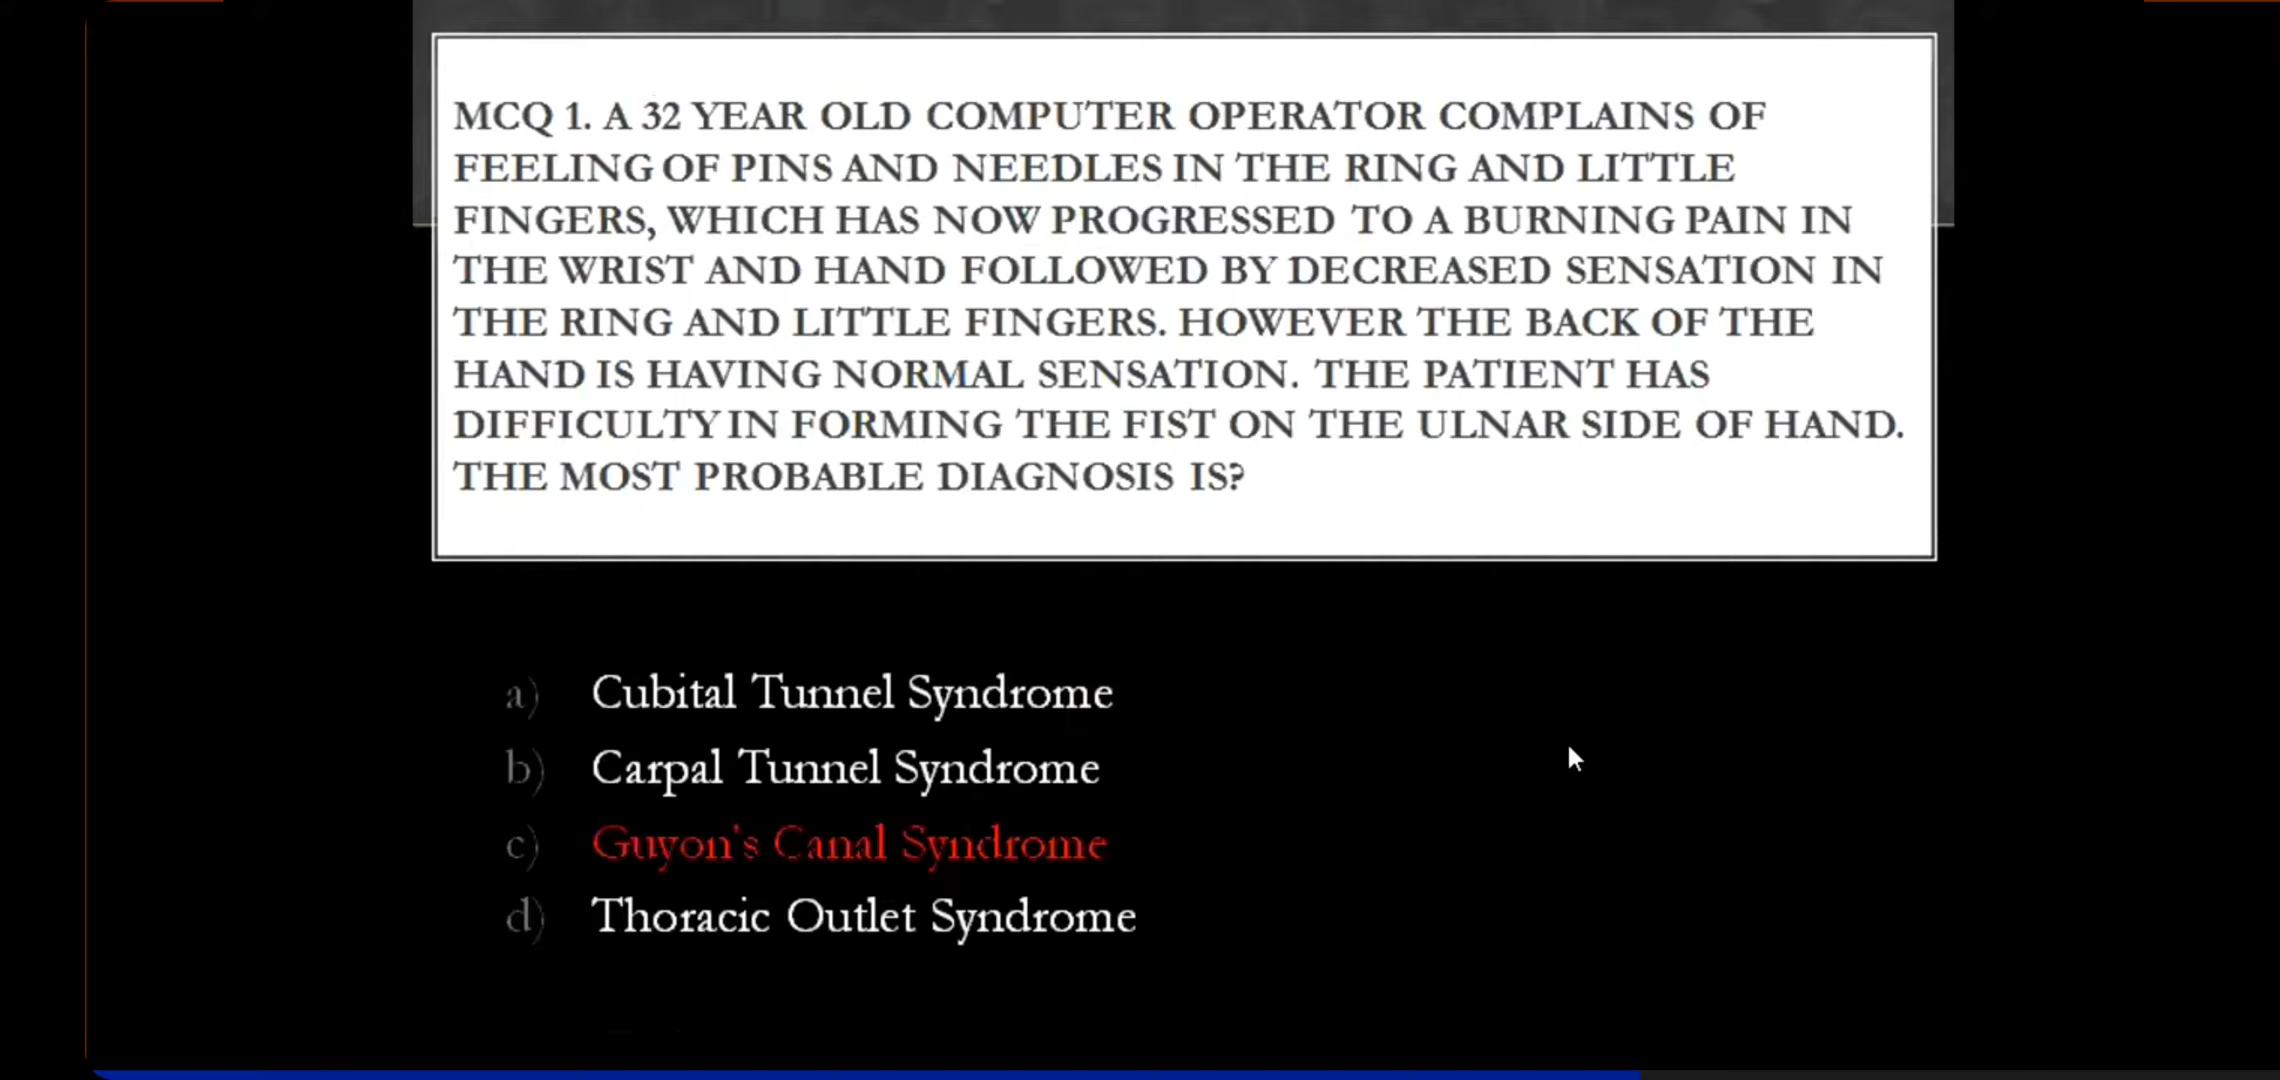 MCQ 1. A 32 YEAR OLD COMPUTER OPERATOR COMPLAINS OF
FEELING OF PINS AND NEEDLES IN THE RING AND LITTLE
FINGERS, WHICH HAS NOW PROGRESSED TO A BURNING PAIN IN
THE WRIST AND HAND FOLLOWED BY DECREASED SENSATION IN
THE RING AND LITTLE FINGERS. HOWEVER THE BACK OF THE
HAND IS HAVING NORMAL SENSATION. THE PATIENT HAS
DIFFICULTY IN FORMING THE FIST ON THE ULNAR SIDE OF HAND.
THE MOST PROBABLE DIAGNOSIS IS?
a) Cubital Tunnel Syndrome
b) Carpal Tunnel Syndrome
c) Guyon's Canal Syndrome
d) Thoracic Outlet Syndrome